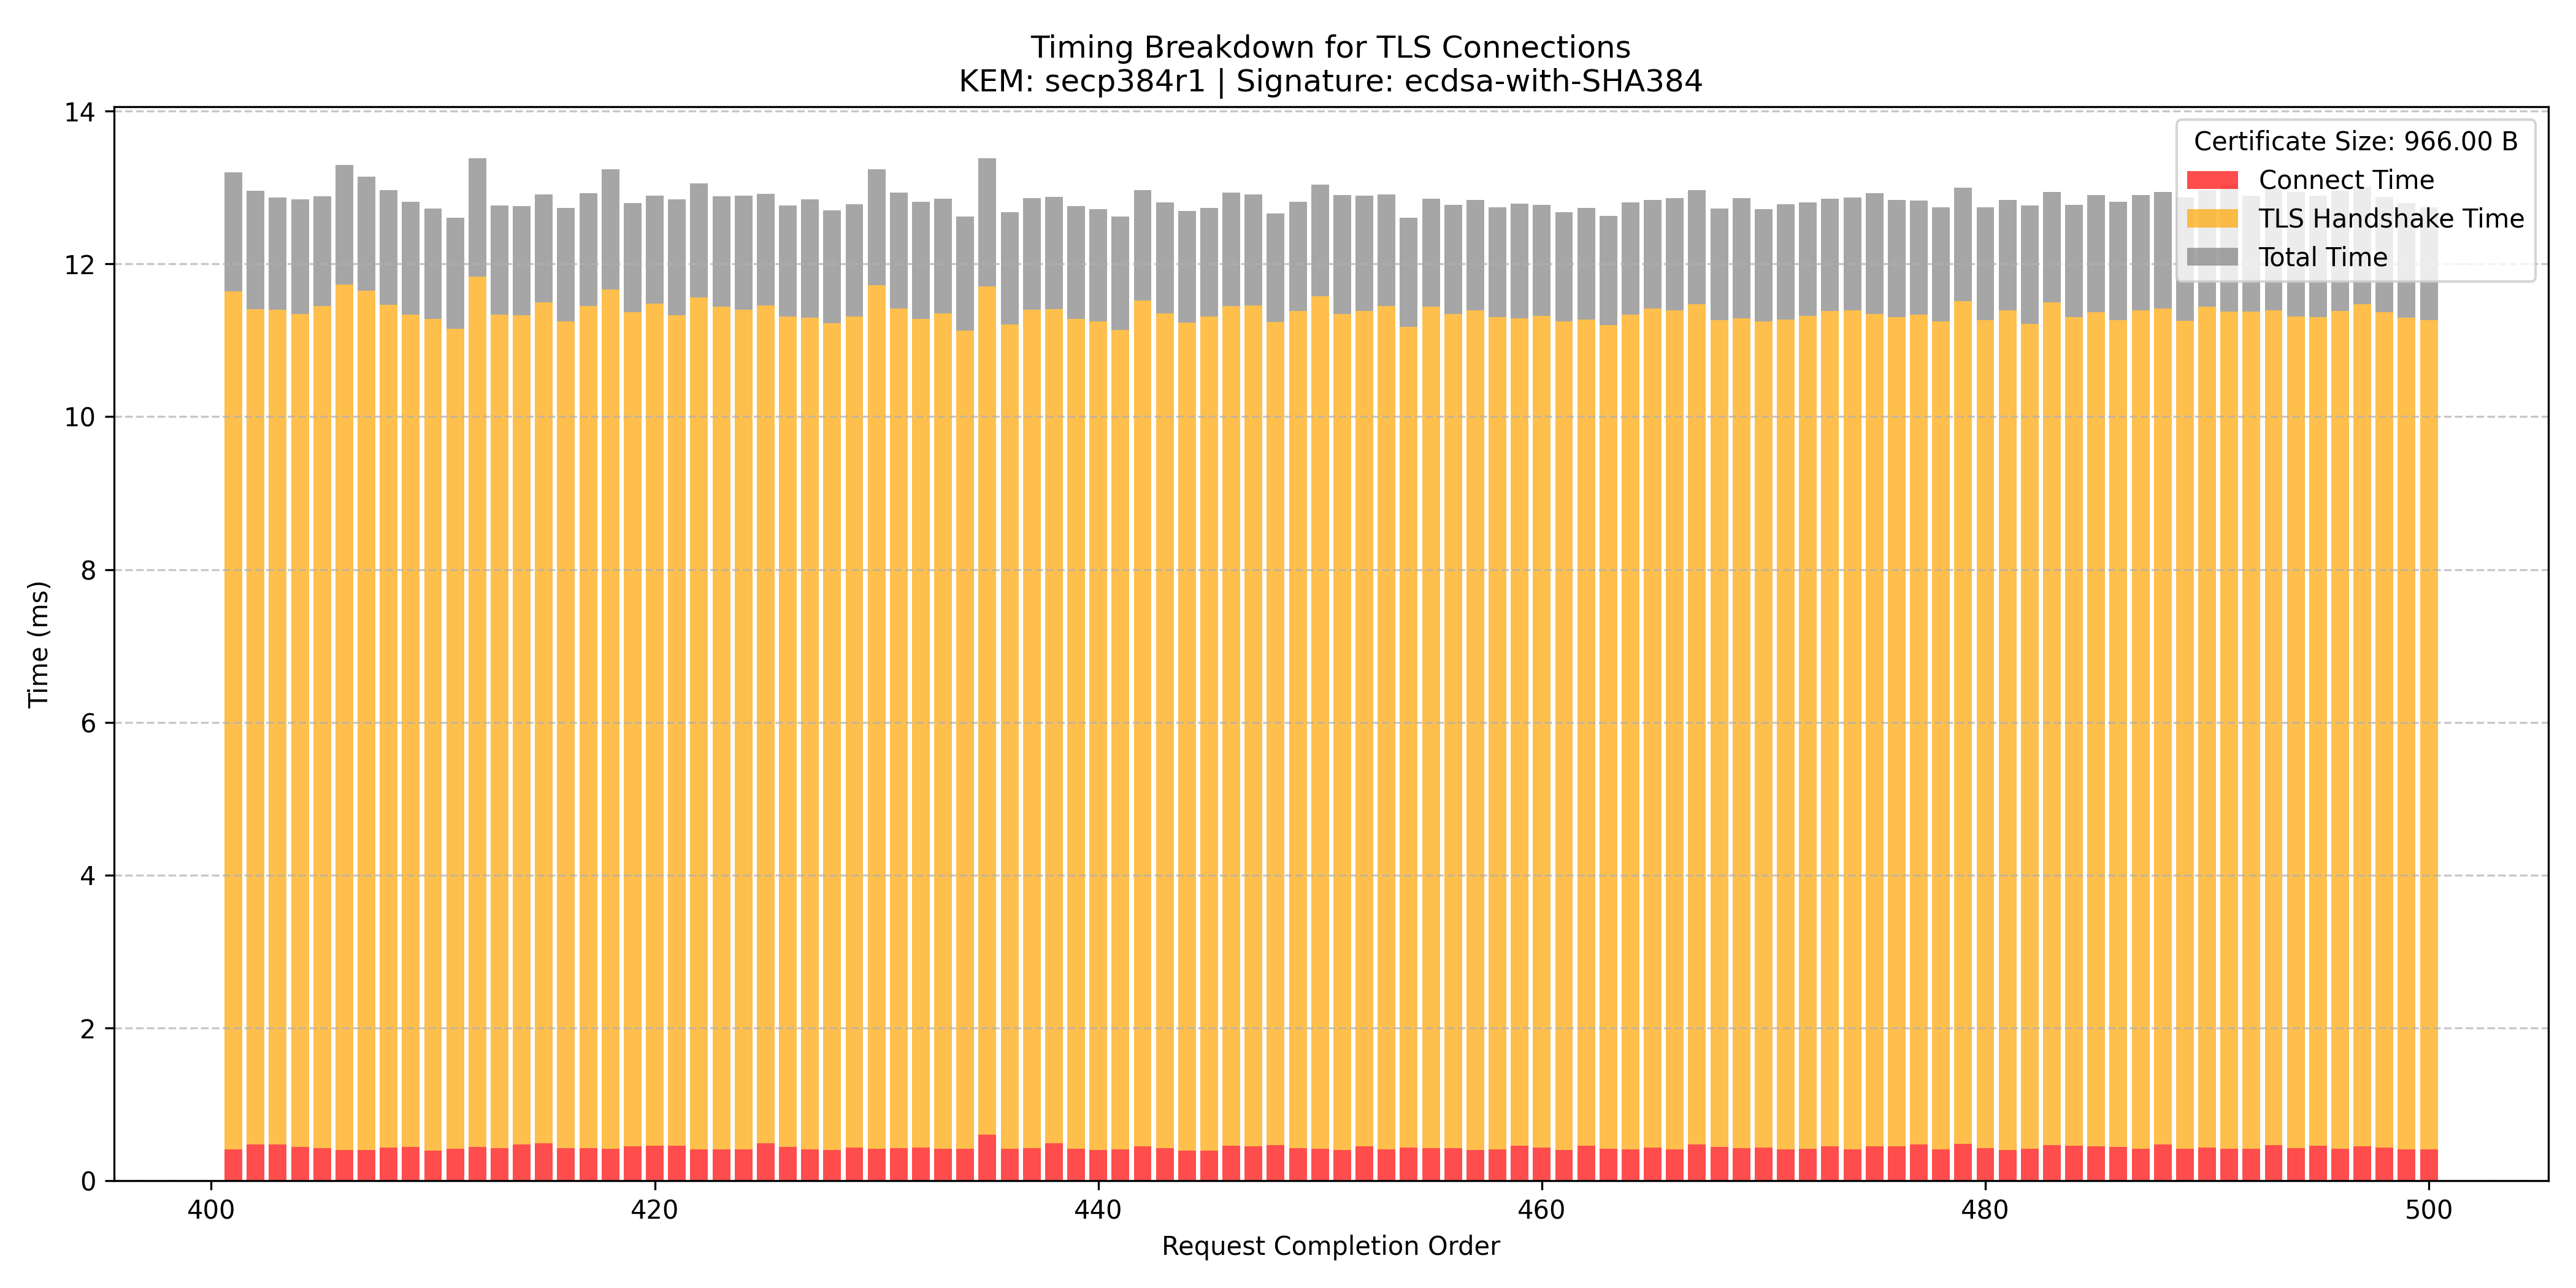 Timing Breakdown for TLS Connections
KEM: secp384r1 | Signature: ecdsa-with-SHA384
14
12
10
8
6
4
2
0
Time (ms)
Certificate Size: 966.00 B
Connect Time
TLS Handshake Time
Total Time
400 420 440 460 480 500
Request Completion Order